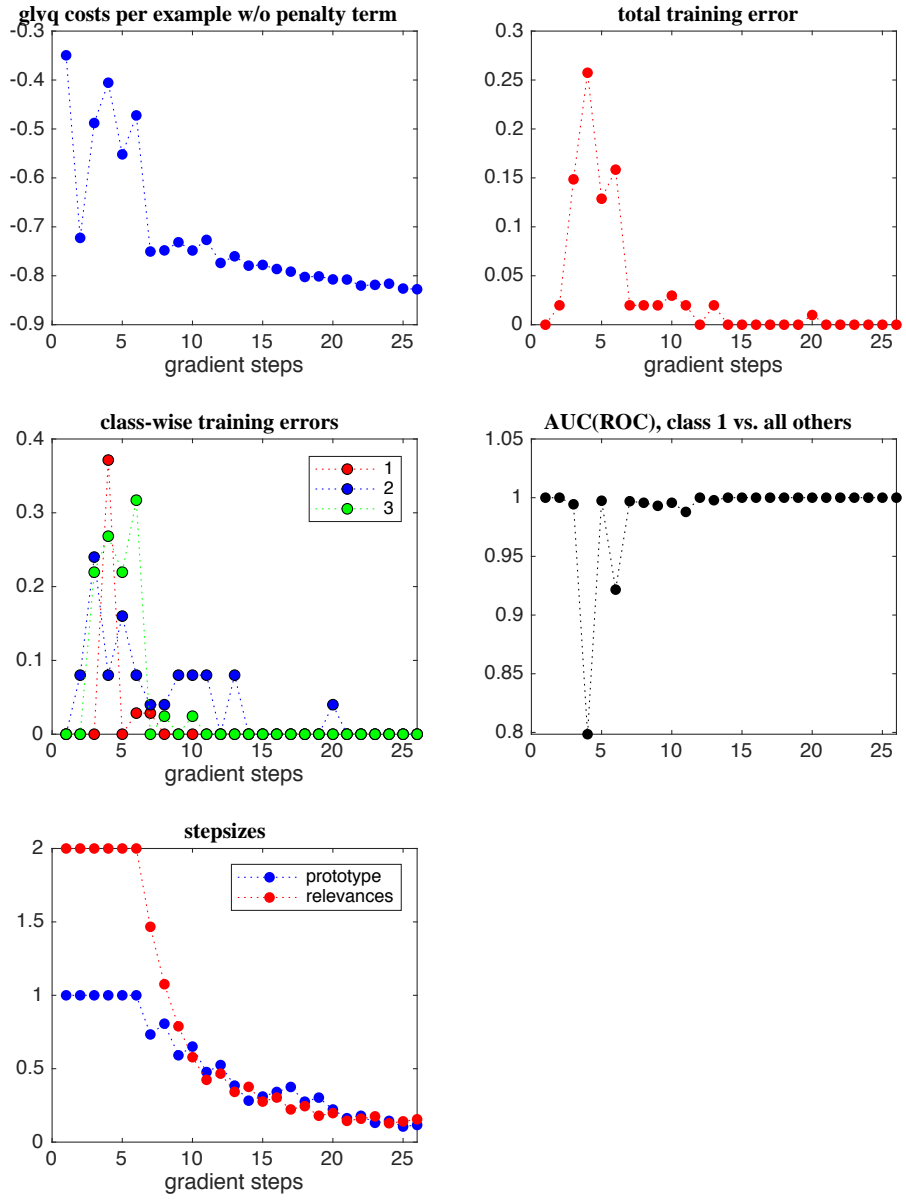 glvq costs per example w/o penalty term
-0.3
-0.4
-0.5
-0.6
-0.7
-0.8
-0.9
0 5 10 15 20 25
gradient steps
total training error
0.3
0.25
0.2
0.15
0.1
0.05
0
0 5 10 15 20 25
gradient steps
class-wise training errors
0.4
0.3
0.2
0.1
0
0 5 10 15 20 25
gradient steps
1
2
3
AUC(ROC), class 1 vs. all others
1.05
1
0.95
0.9
0.85
0.8
0 5 10 15 20 25
gradient steps
stepsizes
2
1.5
1
0.5
0
0 5 10 15 20 25
gradient steps
prototype
relevances